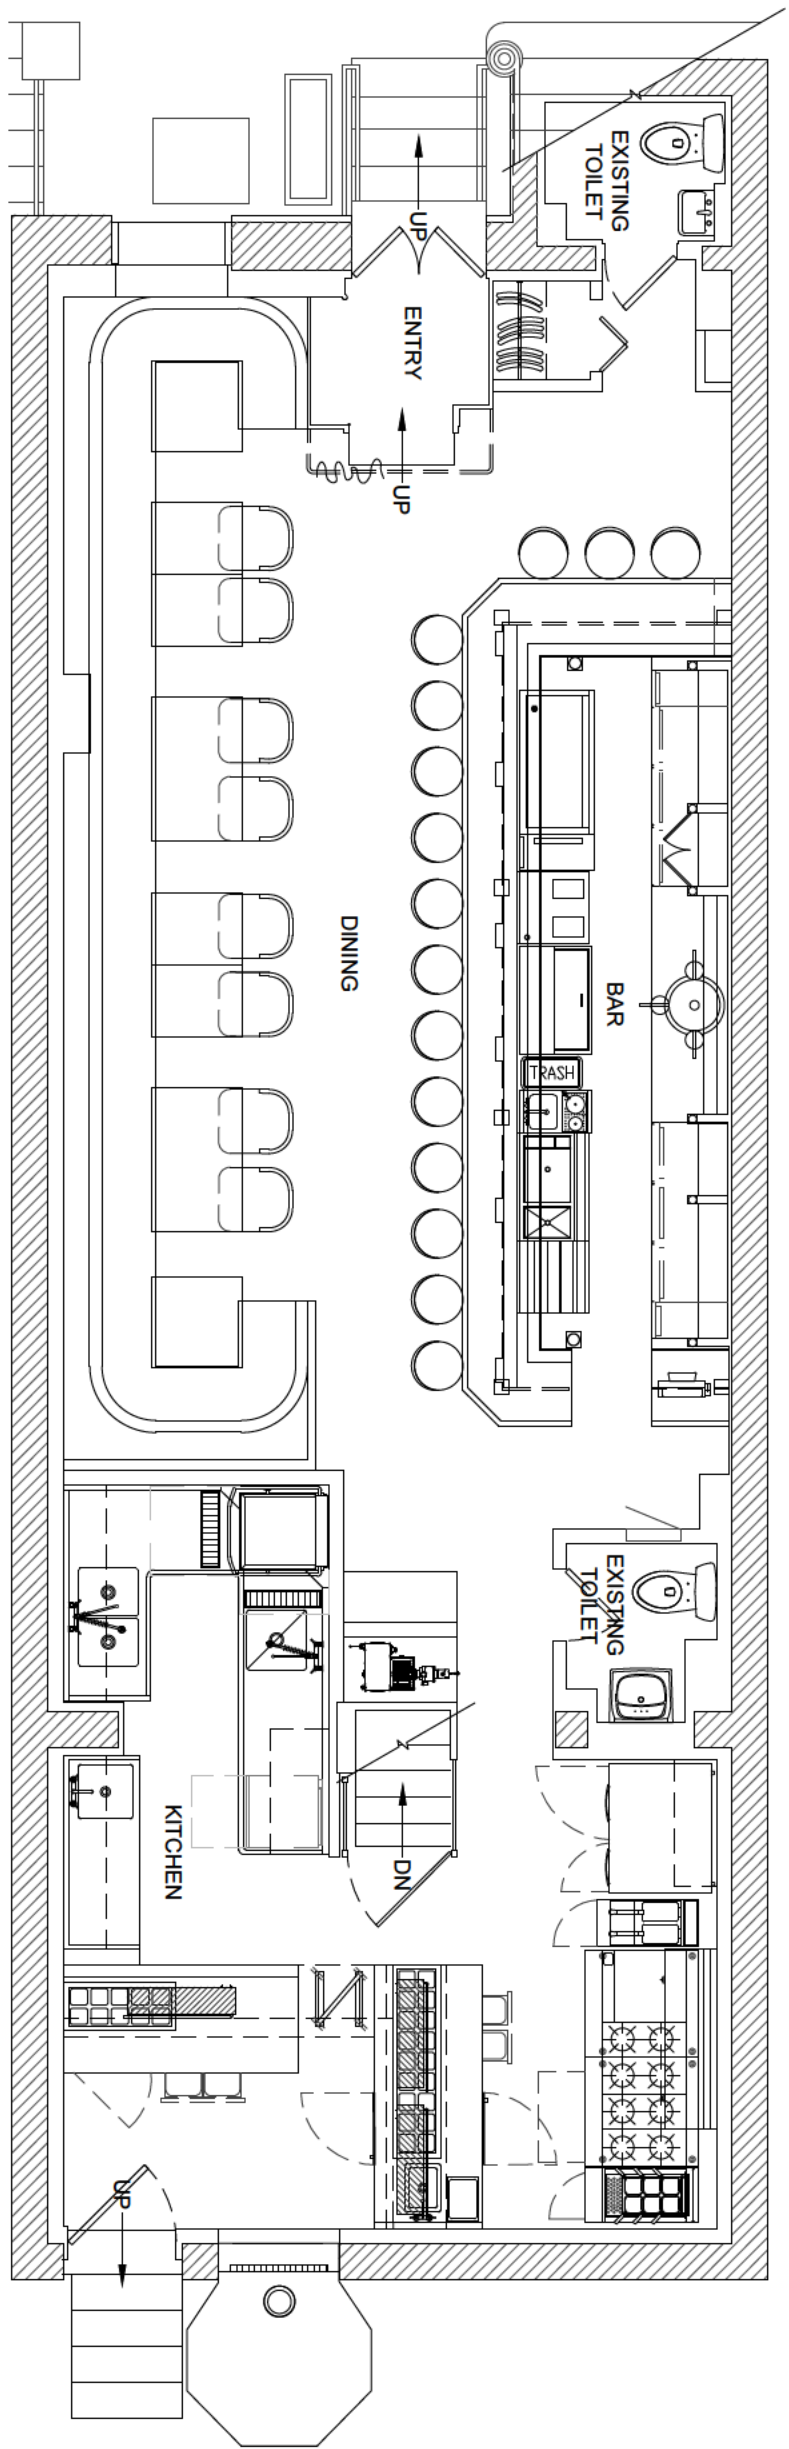 EXISTING
TOILET
UP
ENTRY
UP
DINING
BAR
TRASH
EXISTING
TOILET
KITCHEN
DN
UP